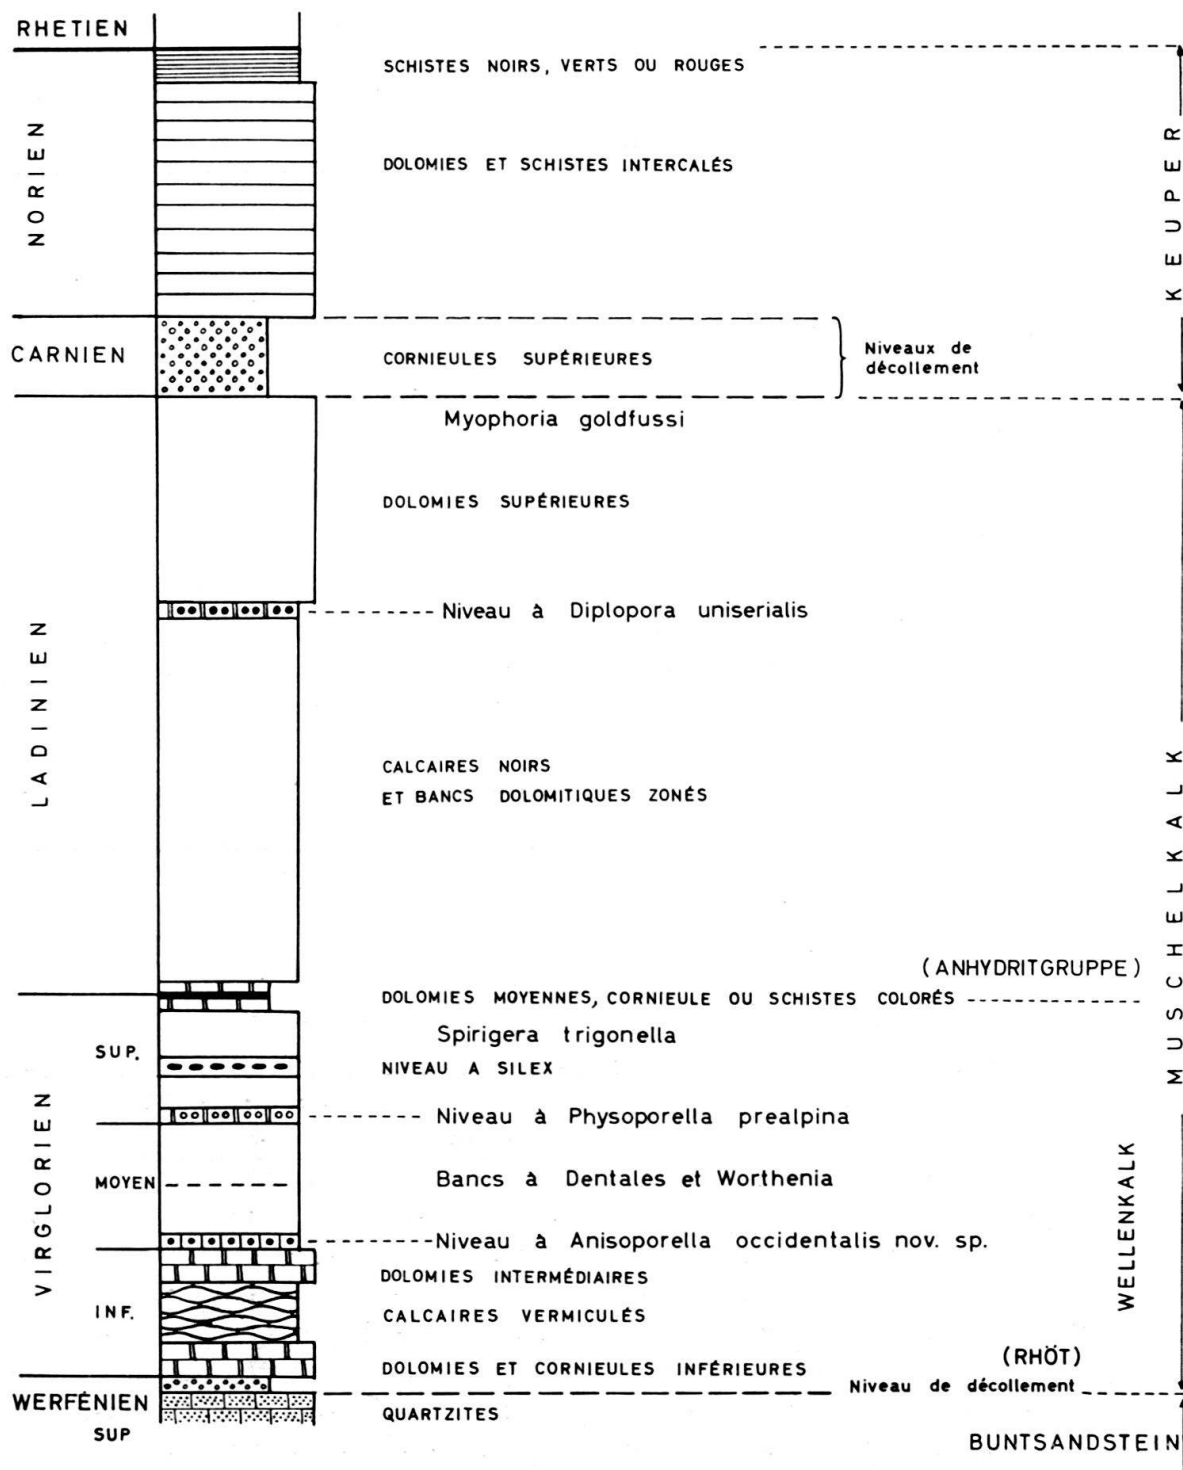 RHETIEN
SCHISTES NOIRS, VERTS OU ROUGES
NORIEN
DOLOMIES ET SCHISTES INTERCALÉS
KEUPER
CARNIEN
CORNIEULES SUPÉRIEURES
Niveaux de
décollement
Myophoria goldfussi
DOLOMIES SUPÉRIEURES
Niveau à Diplopora uniserialis
LADINIEN
CALCAIRES NOIRS
ET BANCS DOLOMITIQUES ZONÉS
MUSCHELKALK
(ANHYDRITGRUPPE)
DOLOMIES MOYENNES, CORNIEULE OU SCHISTES COLORÉS
Spirigera trigonella
SUP.
NIVEAU A SILEX
Niveau à Physoporella prealpina
VIRGLORIEN
MOYEN
Bancs à Dentales et Worthenia
WELLENKALK
Niveau à Anisoporella occidentalis nov. sp.
DOLOMIES INTERMÉDIAIRES
INF.
CALCAIRES VERMICULÉS
(RHÖT)
DOLOMIES ET CORNIEULES INFÉRIEURES
Niveau de décollement
WERFÉNIEN
SUP
QUARTZITES
BUNTSANDSTEIN